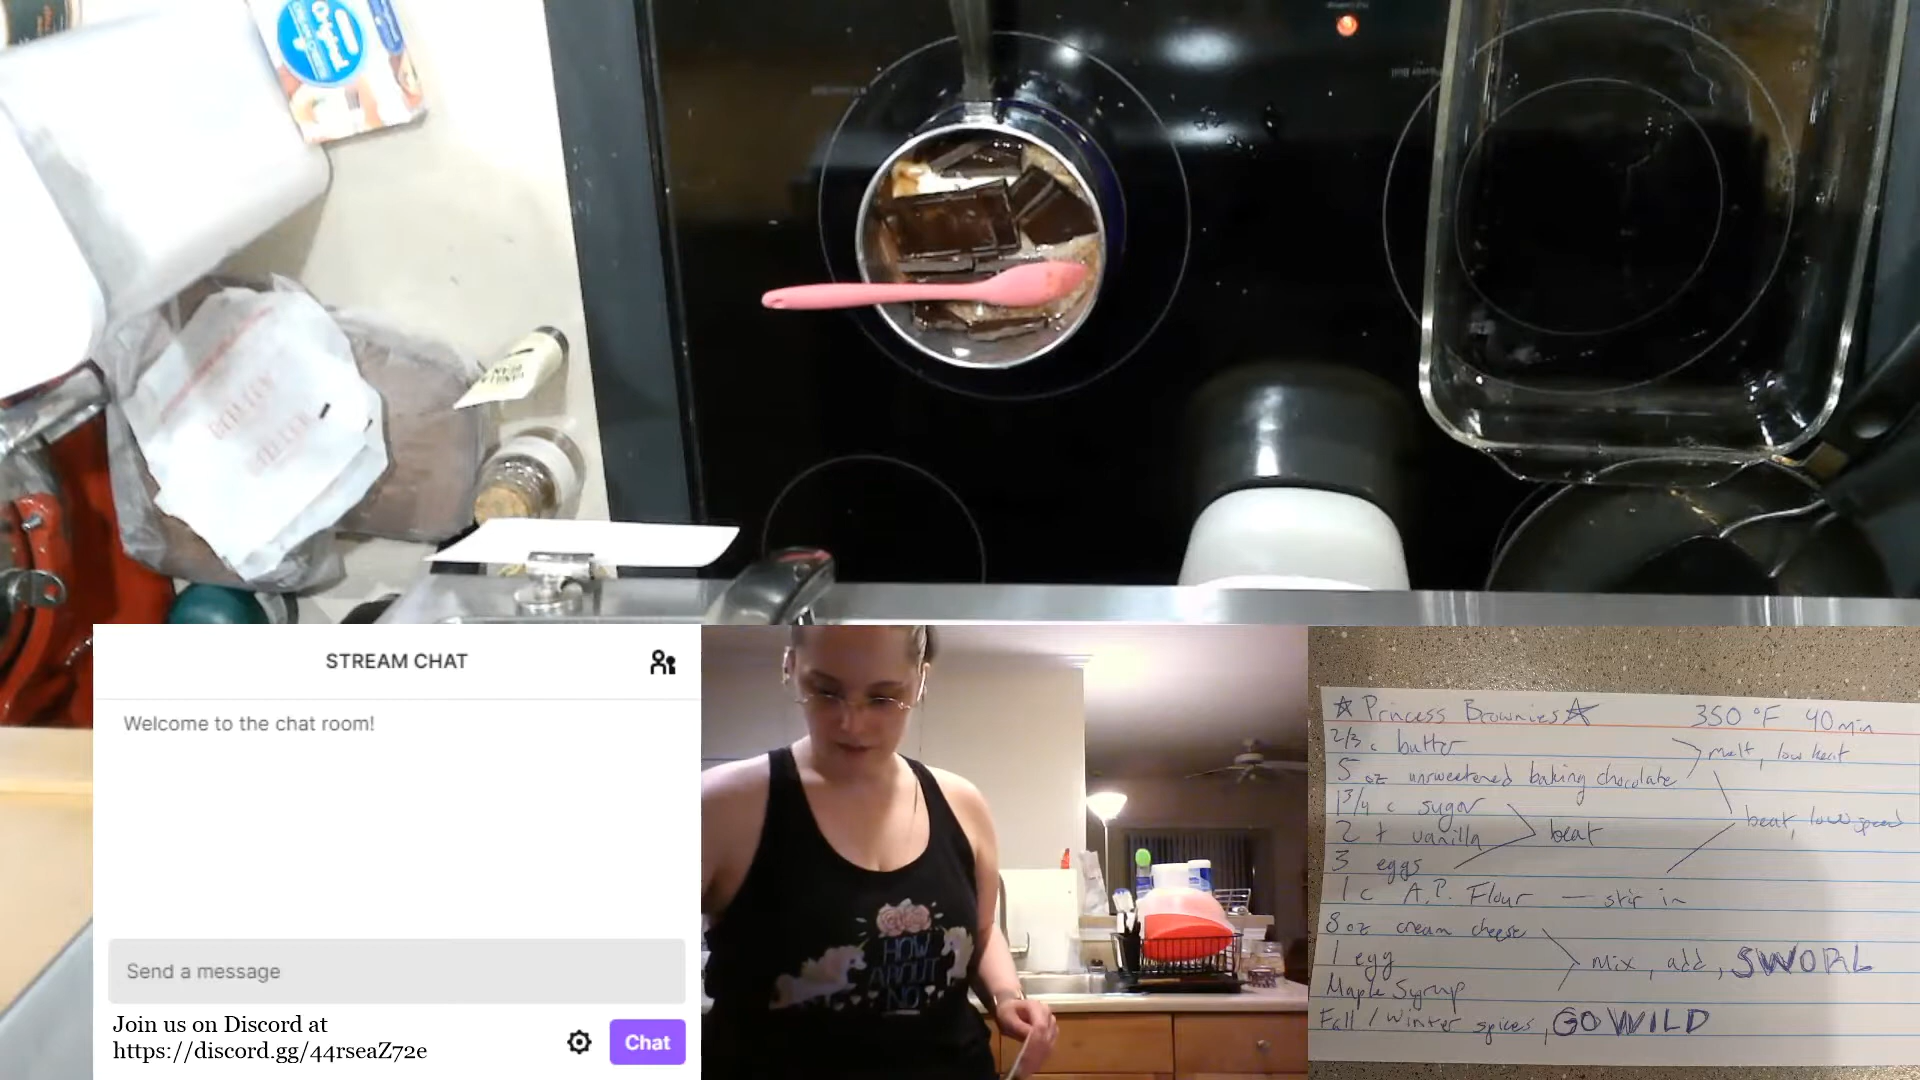 Original
VANILLA
BEAN
STREAM CHAT
Welcome to the chat room!
Send a message
Join us on Discord at
https://discord.gg/44rseaZ72e
Chat
HOW
ABOUT
NO
☆ Princess Brownies ☆ 350 °F 40 min
2/3 c butter
melt, low heat
5 oz unsweetened baking chocolate
1 3/4 c sugar
beat, low speed
2 t vanilla
beat
3 eggs
1 c A.P. Flour — stir in
8 oz cream cheese
1 egg
mix, add, SWORL
Maple Syrup
Fall / Winter spices, GO WILD